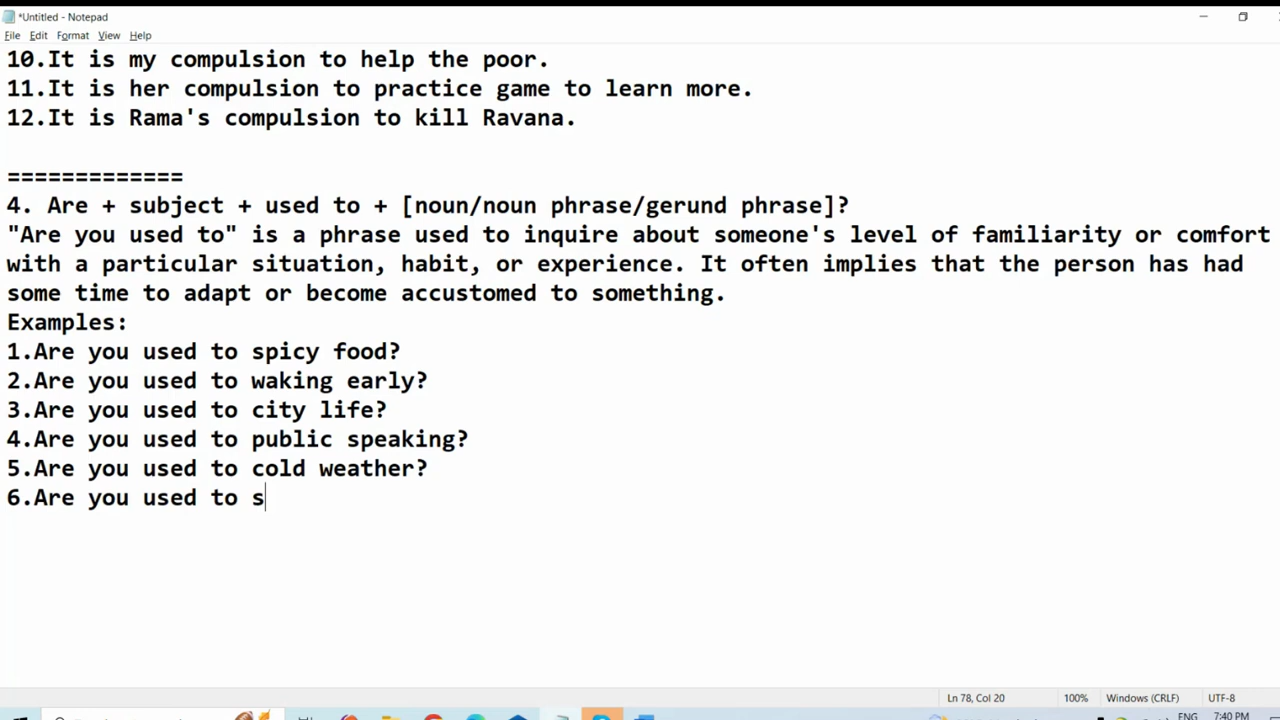 *Untitled - Notepad
File Edit Format View Help
10.It is my compulsion to help the poor.
11.It is her compulsion to practice game to learn more.
12.It is Rama's compulsion to kill Ravana.
=============
4. Are + subject + used to + [noun/noun phrase/gerund phrase]?
"Are you used to" is a phrase used to inquire about someone's level of familiarity or comfort
with a particular situation, habit, or experience. It often implies that the person has had
some time to adapt or become accustomed to something.
Examples:
1.Are you used to spicy food?
2.Are you used to waking early?
3.Are you used to city life?
4.Are you used to public speaking?
5.Are you used to cold weather?
6.Are you used to s
Ln 78, Col 20 100% Windows (CRLF) UTF-8
ENG 7:40 PM